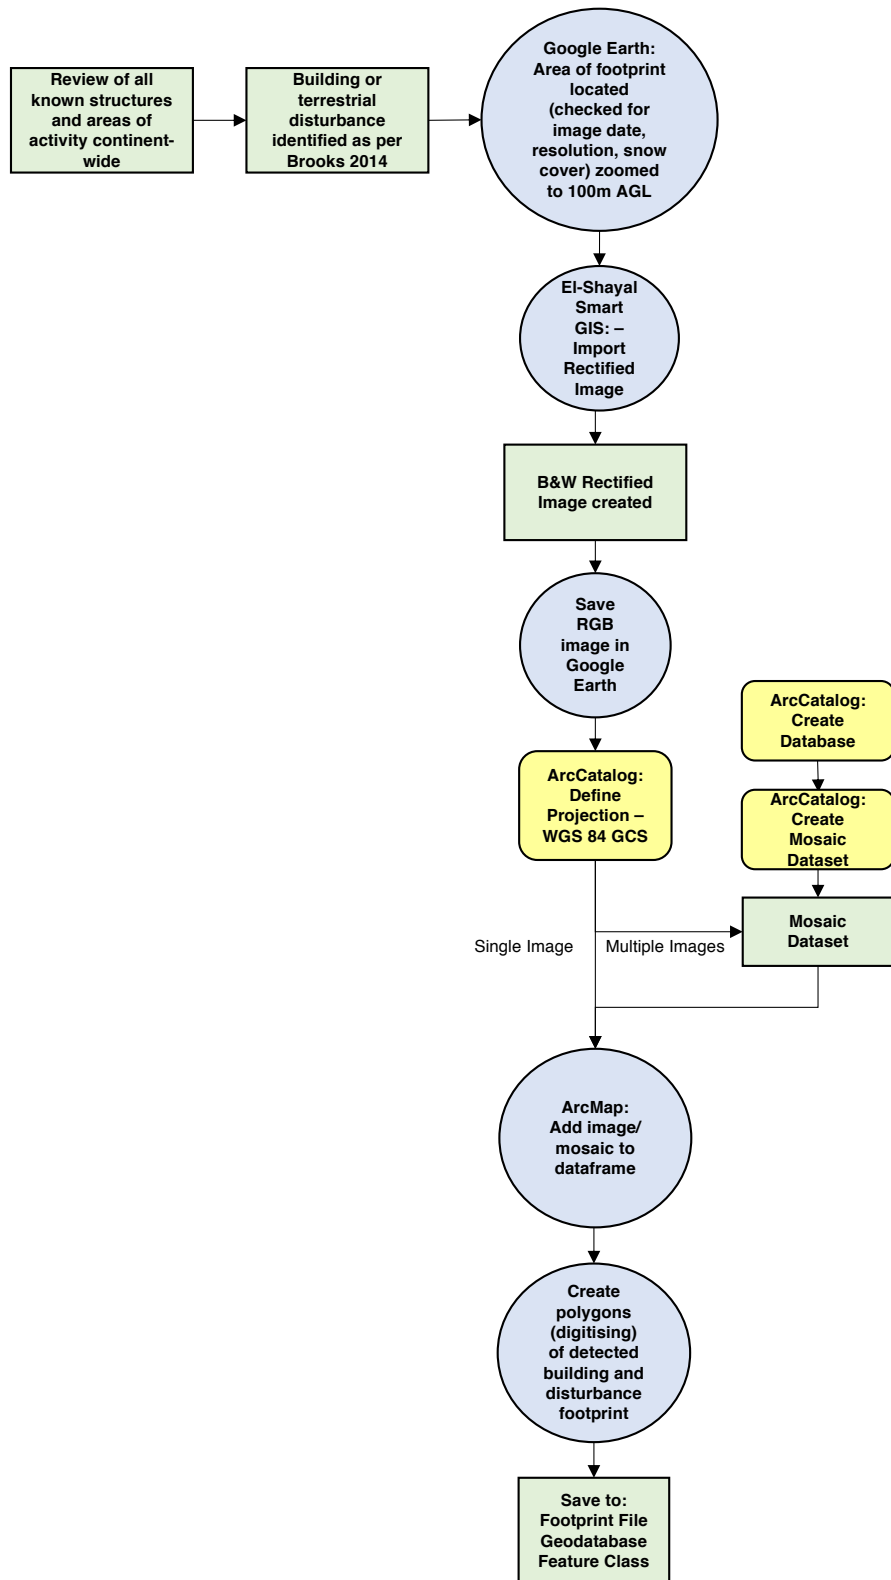 Review of all
known structures
and areas of
activity continent-
wide
Building or
terrestrial
disturbance
identified as per
Brooks 2014
Google Earth:
Area of footprint
located
(checked for
image date,
resolution, snow
cover) zoomed
to 100m AGL
El-Shayal
Smart
GIS: –
Import
Rectified
Image
B&W Rectified
Image created
Save
RGB
image in
Google
Earth
ArcCatalog:
Define
Projection –
WGS 84 GCS
ArcCatalog:
Create
Database
ArcCatalog:
Create
Mosaic
Dataset
Mosaic
Dataset
Single Image
Multiple Images
ArcMap:
Add image/
mosaic to
dataframe
Create
polygons
(digitising)
of detected
building and
disturbance
footprint
Save to:
Footprint File
Geodatabase
Feature Class